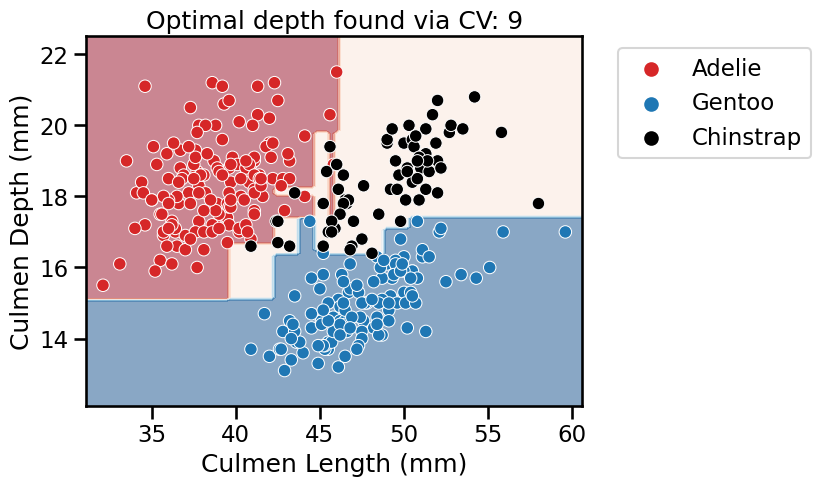 Optimal depth found via CV: 9
Culmen Depth (mm)
22
20
18
16
14
35 40 45 50 55 60
Culmen Length (mm)
Adelie
Gentoo
Chinstrap